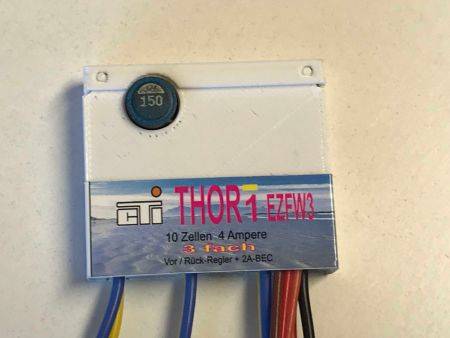 150
CTI THOR 1 EZFW3
10 Zellen 4 Ampere
3 fach
Vor / Rück-Regler + 2A-BEC